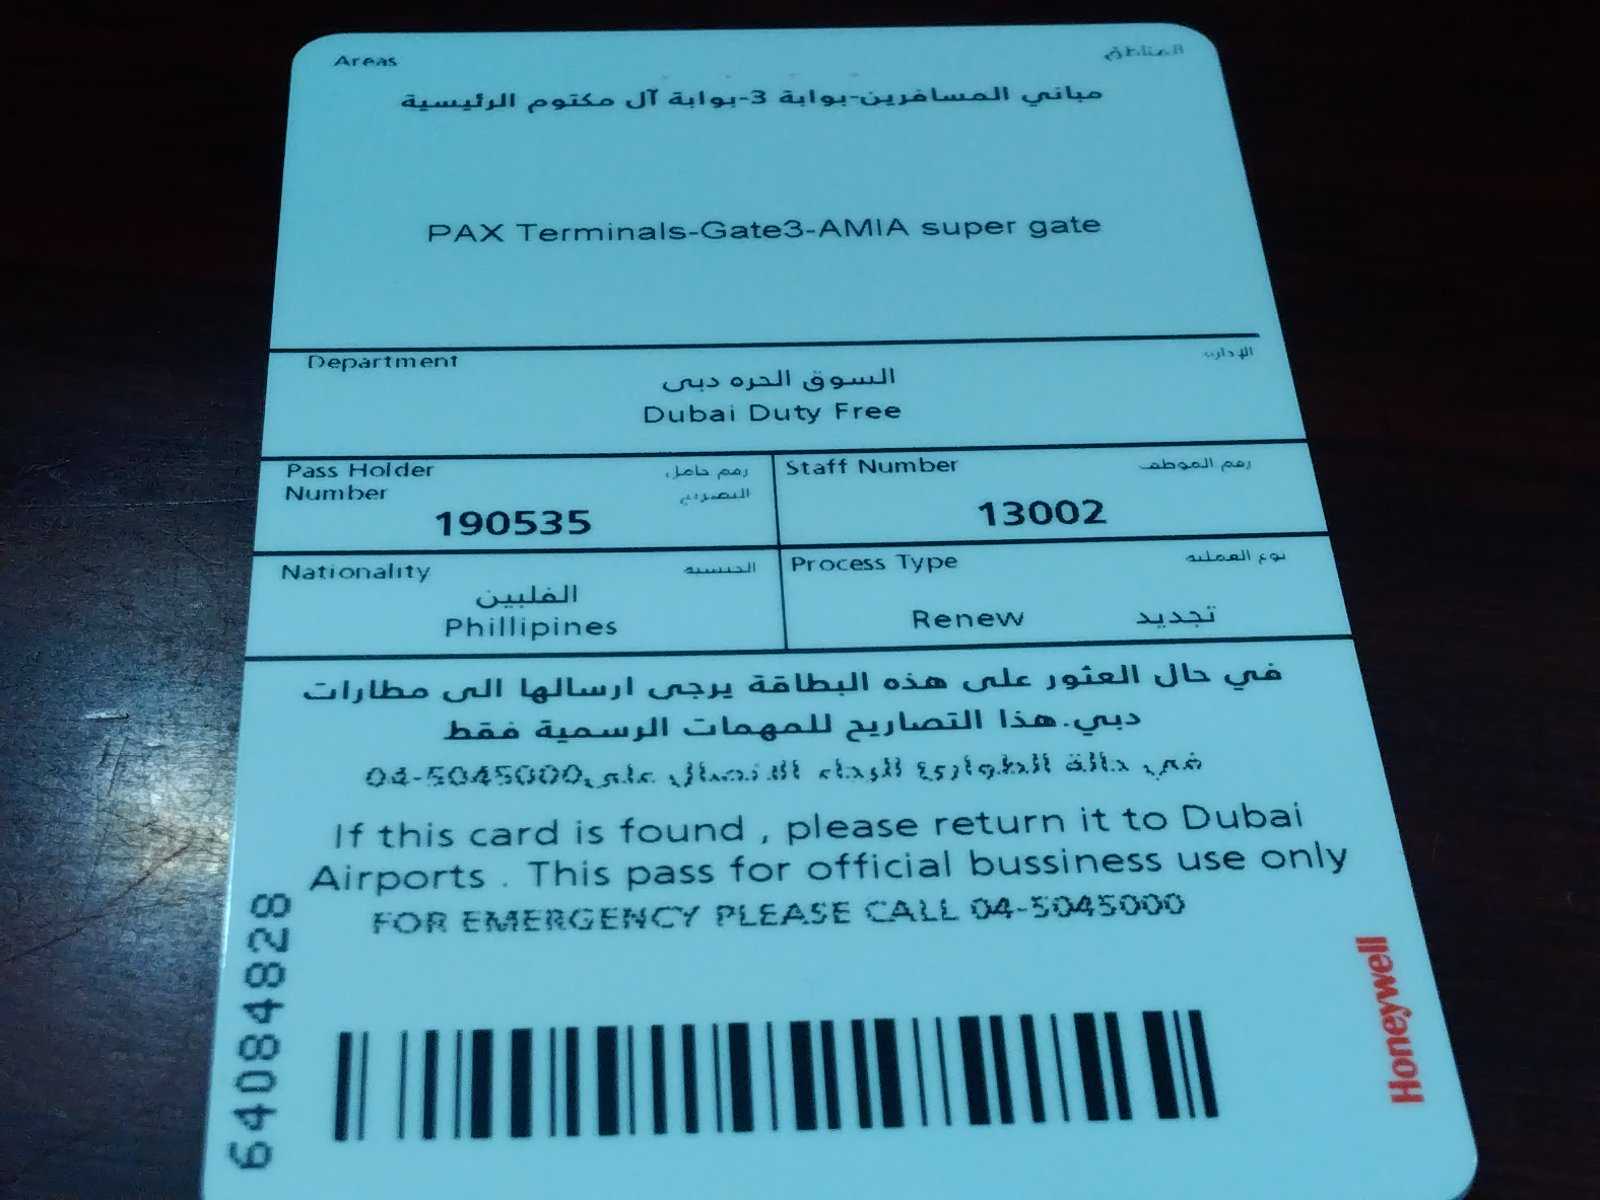 Areas المناطق
مباني المسافرين-بوابة 3-بوابة آل مكتوم الرئيسية
PAX Terminals-Gate3-AMIA super gate
Department الإدارة
السوق الحره دبى
Dubai Duty Free
Pass Holder رقم حامل
Number التصريح
190535
Staff Number رقم الموظف
13002
Nationality الجنسية
الفلبين
Phillipines
Process Type نوع العملية
Renew تجديد
في حال العثور على هذه البطاقة يرجى ارسالها الى مطارات
دبي.هذا التصاريح للمهمات الرسمية فقط
في حالة الطوارئ الرجاء الاتصال على04-5045000
If this card is found , please return it to Dubai
Airports . This pass for official bussiness use only
FOR EMERGENCY PLEASE CALL 04-5045000
64084828
Honeywell